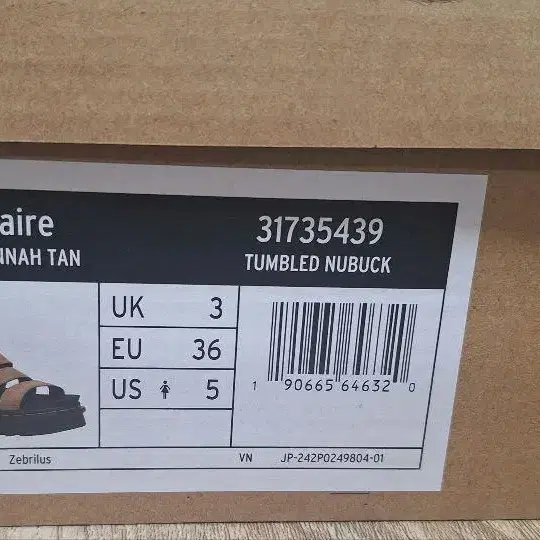 aire
NNAH TAN
31735439
TUMBLED NUBUCK
UK 3
EU 36
US 5
1 90665 64632 0
Zebrilus
VN JP-242P0249804-01